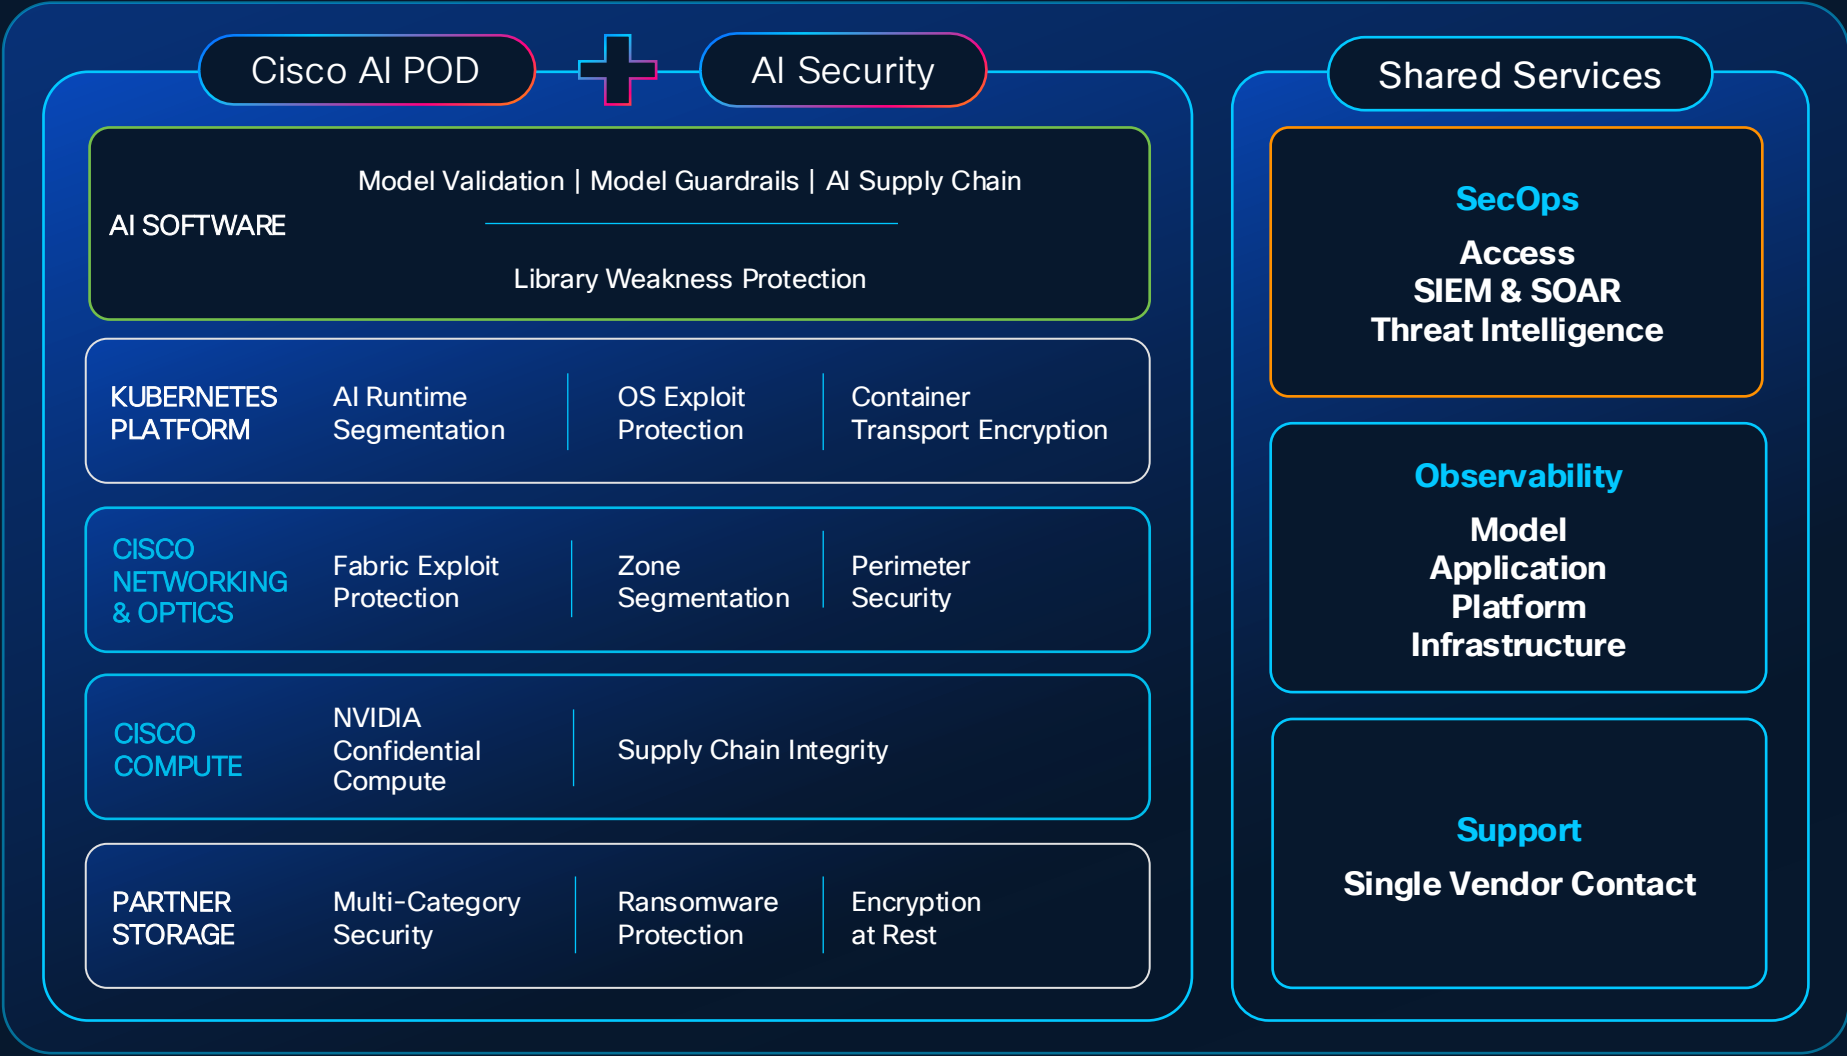 Cisco AI POD
AI Security
Model Validation | Model Guardrails | AI Supply Chain
AI SOFTWARE
Library Weakness Protection
KUBERNETES
PLATFORM
AI Runtime
Segmentation
OS Exploit
Protection
Container
Transport Encryption
CISCO
NETWORKING
& OPTICS
Fabric Exploit
Protection
Zone
Segmentation
Perimeter
Security
CISCO
COMPUTE
NVIDIA
Confidential
Compute
Supply Chain Integrity
PARTNER
STORAGE
Multi-Category
Security
Ransomware
Protection
Encryption
at Rest
Shared Services
SecOps
Access
SIEM & SOAR
Threat Intelligence
Observability
Model
Application
Platform
Infrastructure
Support
Single Vendor Contact